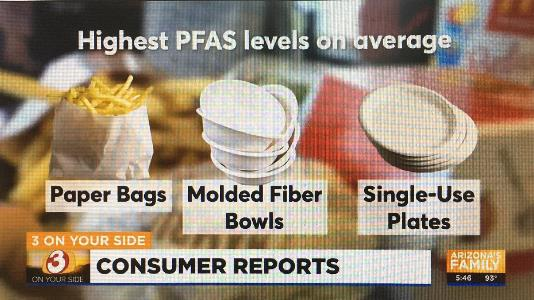 Highest PFAS levels on average
Paper Bags
Molded Fiber
Bowls
Single-Use
Plates
3 ON YOUR SIDE
3
ON YOUR SIDE
CONSUMER REPORTS
ARIZONA'S
FAMILY
5:46 93°